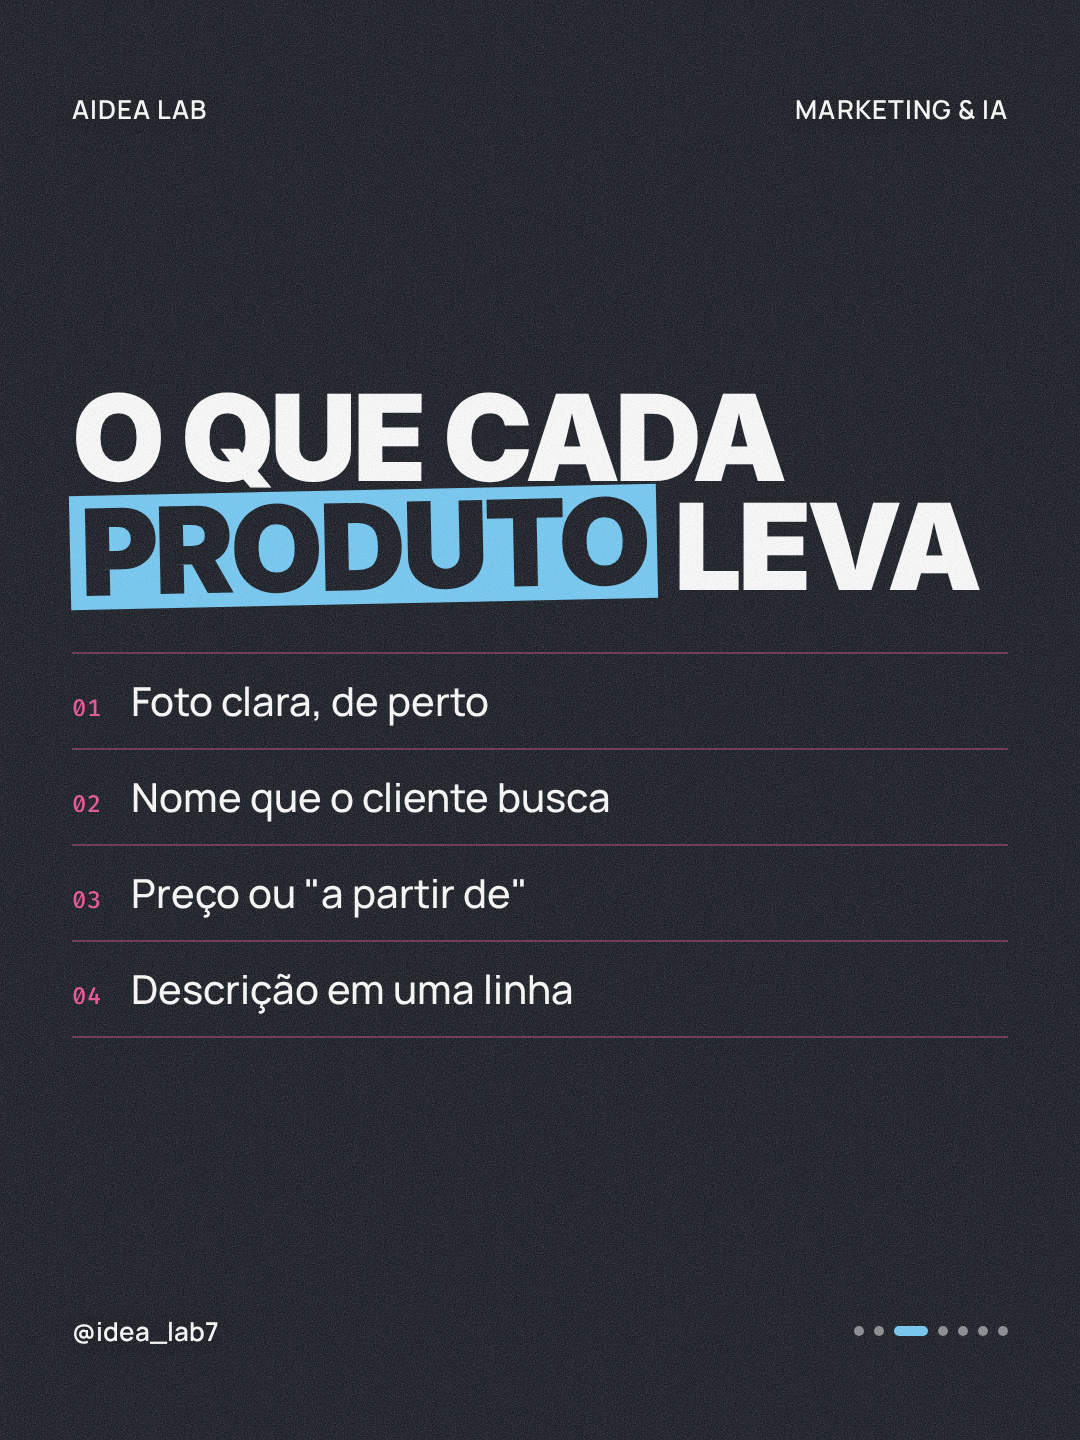 AIDEA LAB
MARKETING & IA
O QUE CADA
PRODUTO LEVA
01 Foto clara, de perto
02 Nome que o cliente busca
03 Preço ou "a partir de"
04 Descrição em uma linha
@idea_lab7